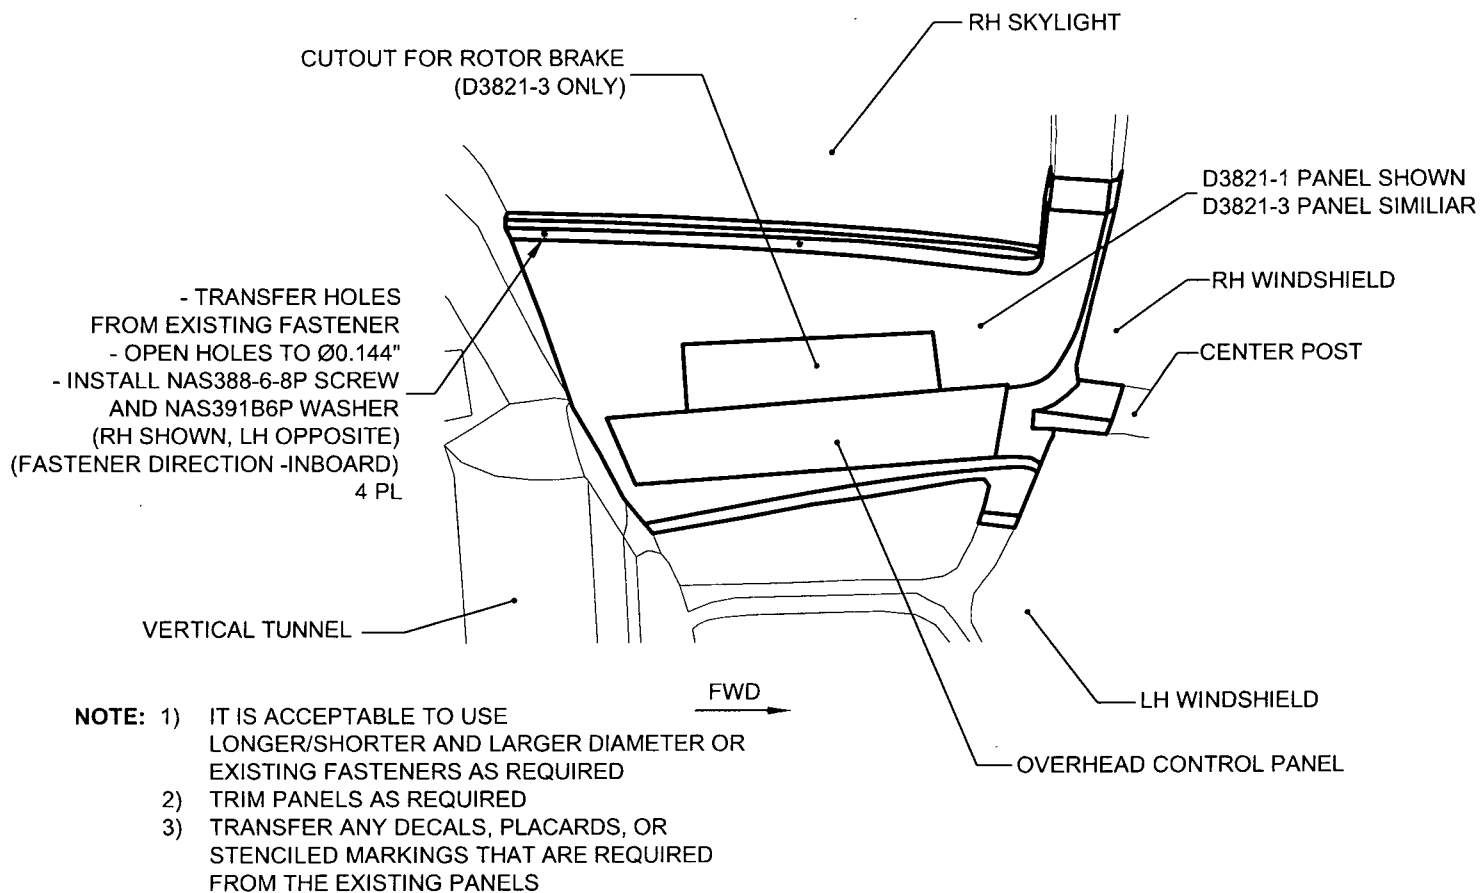 RH SKYLIGHT
CUTOUT FOR ROTOR BRAKE
(D3821-3 ONLY)
D3821-1 PANEL SHOWN
D3821-3 PANEL SIMILIAR
RH WINDSHIELD
- TRANSFER HOLES
FROM EXISTING FASTENER
- OPEN HOLES TO Ø0.144"
- INSTALL NAS388-6-8P SCREW
AND NAS391B6P WASHER
(RH SHOWN, LH OPPOSITE)
(FASTENER DIRECTION -INBOARD)
4 PL
CENTER POST
VERTICAL TUNNEL
FWD
LH WINDSHIELD
OVERHEAD CONTROL PANEL
NOTE: 1) IT IS ACCEPTABLE TO USE
LONGER/SHORTER AND LARGER DIAMETER OR
EXISTING FASTENERS AS REQUIRED
2) TRIM PANELS AS REQUIRED
3) TRANSFER ANY DECALS, PLACARDS, OR
STENCILED MARKINGS THAT ARE REQUIRED
FROM THE EXISTING PANELS